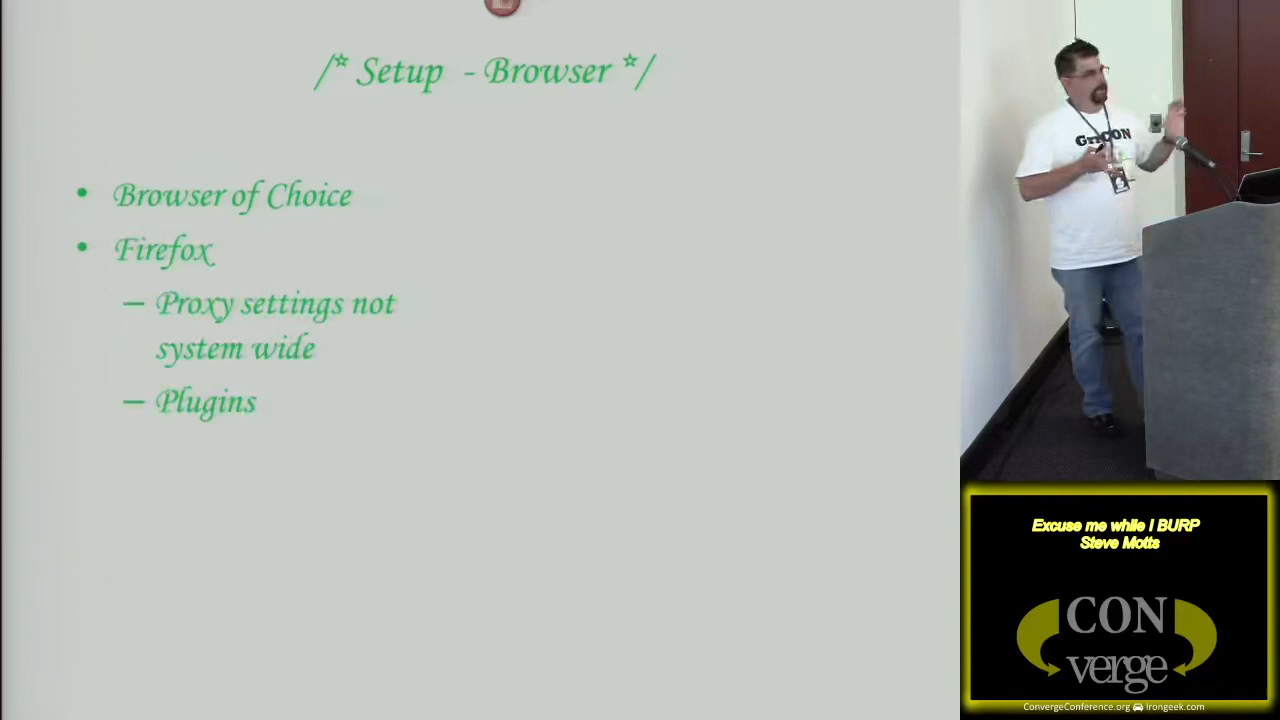 /* Setup - Browser */
• Browser of Choice
• Firefox
– Proxy settings not
system wide
– Plugins
GrrCON
Excuse me while I BURP
Steve Motts
CON
verge
ConvergeConference.org Irongeek.com